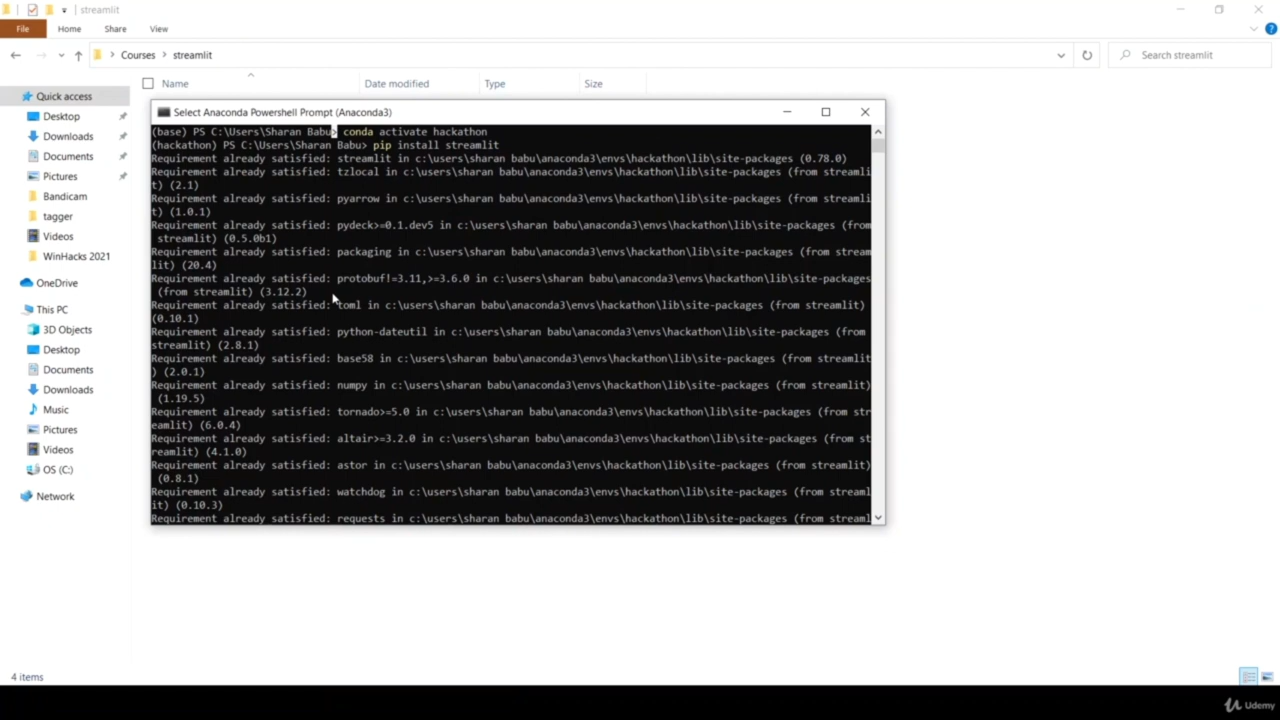 streamlit
File
Home
Share
View
Courses
streamlit
Search streamlit
Name
Date modified
Type
Size
Quick access
Desktop
Downloads
Documents
Pictures
Bandicam
tagger
Videos
WinHacks 2021
OneDrive
This PC
3D Objects
Desktop
Documents
Downloads
Music
Pictures
Videos
OS (C:)
Network
Select Anaconda Powershell Prompt (Anaconda3)
(base) PS C:\Users\Sharan Babu> conda activate hackathon
(hackathon) PS C:\Users\Sharan Babu> pip install streamlit
Requirement already satisfied: streamlit in c:\users\sharan babu\anaconda3\envs\hackathon\lib\site-packages (0.78.0)
Requirement already satisfied: tzlocal in c:\users\sharan babu\anaconda3\envs\hackathon\lib\site-packages (from streamli
t) (2.1)
Requirement already satisfied: pyarrow in c:\users\sharan babu\anaconda3\envs\hackathon\lib\site-packages (from streamli
t) (1.0.1)
Requirement already satisfied: pydeck>=0.1.dev5 in c:\users\sharan babu\anaconda3\envs\hackathon\lib\site-packages (from
streamlit) (0.5.0b1)
Requirement already satisfied: packaging in c:\users\sharan babu\anaconda3\envs\hackathon\lib\site-packages (from stream
lit) (20.4)
Requirement already satisfied: protobuf!=3.11,>=3.6.0 in c:\users\sharan babu\anaconda3\envs\hackathon\lib\site-packages
(from streamlit) (3.12.2)
Requirement already satisfied: toml in c:\users\sharan babu\anaconda3\envs\hackathon\lib\site-packages (from streamlit)
(0.10.1)
Requirement already satisfied: python-dateutil in c:\users\sharan babu\anaconda3\envs\hackathon\lib\site-packages (from
streamlit) (2.8.1)
Requirement already satisfied: base58 in c:\users\sharan babu\anaconda3\envs\hackathon\lib\site-packages (from streamlit
) (2.0.1)
Requirement already satisfied: numpy in c:\users\sharan babu\anaconda3\envs\hackathon\lib\site-packages (from streamlit)
(1.19.5)
Requirement already satisfied: tornado>=5.0 in c:\users\sharan babu\anaconda3\envs\hackathon\lib\site-packages (from str
eamlit) (6.0.4)
Requirement already satisfied: altair>=3.2.0 in c:\users\sharan babu\anaconda3\envs\hackathon\lib\site-packages (from st
reamlit) (4.1.0)
Requirement already satisfied: astor in c:\users\sharan babu\anaconda3\envs\hackathon\lib\site-packages (from streamlit)
(0.8.1)
Requirement already satisfied: watchdog in c:\users\sharan babu\anaconda3\envs\hackathon\lib\site-packages (from streaml
it) (0.10.3)
Requirement already satisfied: requests in c:\users\sharan babu\anaconda3\envs\hackathon\lib\site-packages (from streaml
4 items
Udemy